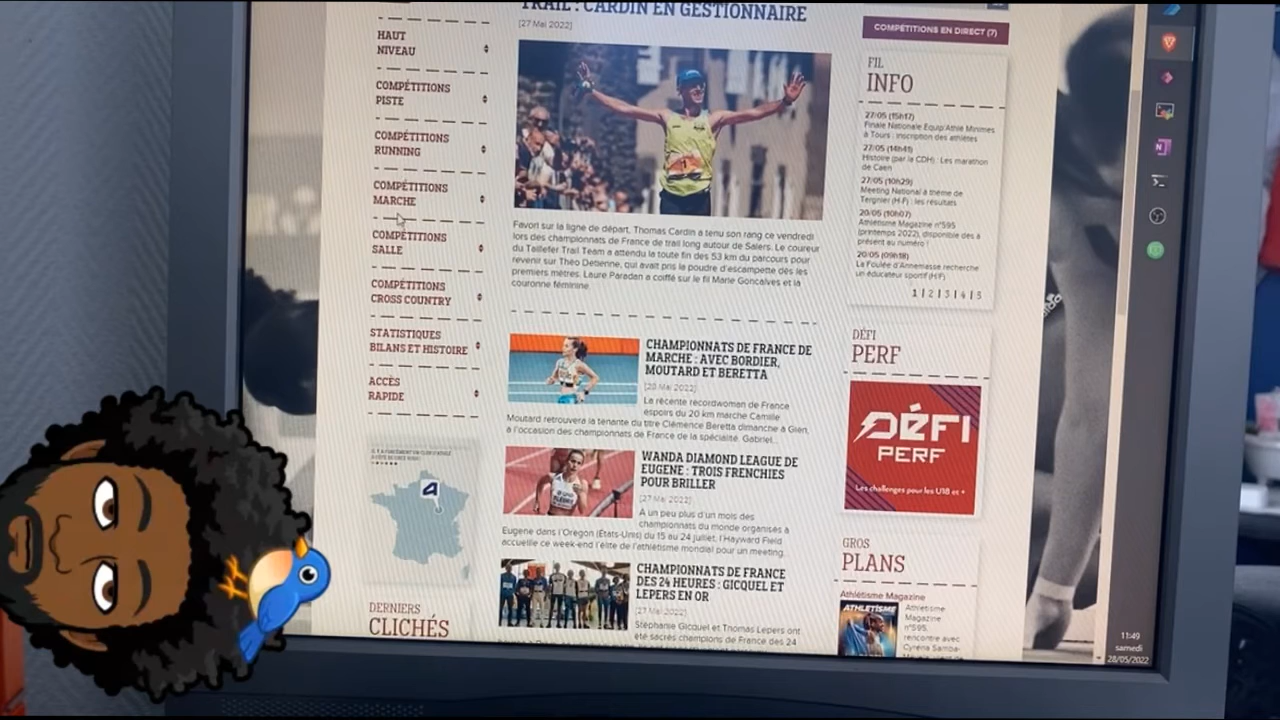 HAUT
NIVEAU
COMPÉTITIONS
PISTE
COMPÉTITIONS
RUNNING
COMPÉTITIONS
MARCHE
COMPÉTITIONS
SALLE
COMPÉTITIONS
CROSS COUNTRY
STATISTIQUES
BILANS ET HISTOIRE
ACCÈS
RAPIDE
DERNIERS
CLICHÉS
TRAIL : CARDIN EN GESTIONNAIRE
[27 Mai 2022]
1
Favori sur la ligne de départ, Thomas Cardin a tenu son rang ce vendredi
lors des championnats de France de trail long autour de Salers. Le coureur
du Taillefer Trail Team a attendu la toute fin des 53 km du parcours pour
revenir sur Théo Detienne, qui avait pris la poudre d'escampette dès les
premiers mètres. Laure Paradan a coiffé sur le fil Marie Goncalves et la
couronne féminine.
CHAMPIONNATS DE FRANCE DE
MARCHE : AVEC BORDIER,
MOUTARD ET BERETTA
[28 Mai 2022]
La récente recordwoman de France
espoirs du 20 km marche Camille
Moutard retrouvera la tenante du titre Clémence Beretta dimanche à Gien,
à l'occasion des championnats de France de la spécialité. Gabriel...
WANDA DIAMOND LEAGUE DE
EUGENE : TROIS FRENCHIES
POUR BRILLER
[27 Mai 2022]
À un peu plus d'un mois des
championnats du monde organisés à
Eugene dans l'Oregon (États-Unis) du 15 au 24 juillet, l'Hayward Field
accueille ce week-end l'élite de l'athlétisme mondial pour un meeting...
CHAMPIONNATS DE FRANCE
DES 24 HEURES : GICQUEL ET
LEPERS EN OR
[27 Mai 2022]
Stéphanie Gicquel et Thomas Lepers ont
été sacrés champions de France des 24
COMPÉTITIONS EN DIRECT (7)
FIL
INFO
27/05 (15h17)
Finale Nationale Equip'Athlé Minimes
à Tours : inscription des athlètes
27/05 (14h41)
Histoire (par la CDH) : Les marathon
de Caen
27/05 (10h29)
Meeting National à thème de
Tergnier (H-F) : les résultats
20/05 (10h07)
Athlétisme Magazine n°595
(printemps 2022), disponible dès à
présent au numéro !
20/05 (09h18)
La Foulée d'Annemasse recherche
un éducateur sportif (H/F)
1 | 2 | 3 | 4 | 5
DÉFI
PERF
DÉFI
PERF
Les challenges pour les U18 et +
GROS
PLANS
Athlétisme Magazine
ATHLÉTISME
Athlétisme
Magazine
n°595,
rencontre avec
Cyréna Samba-
11:49
samedi
28/05/2022